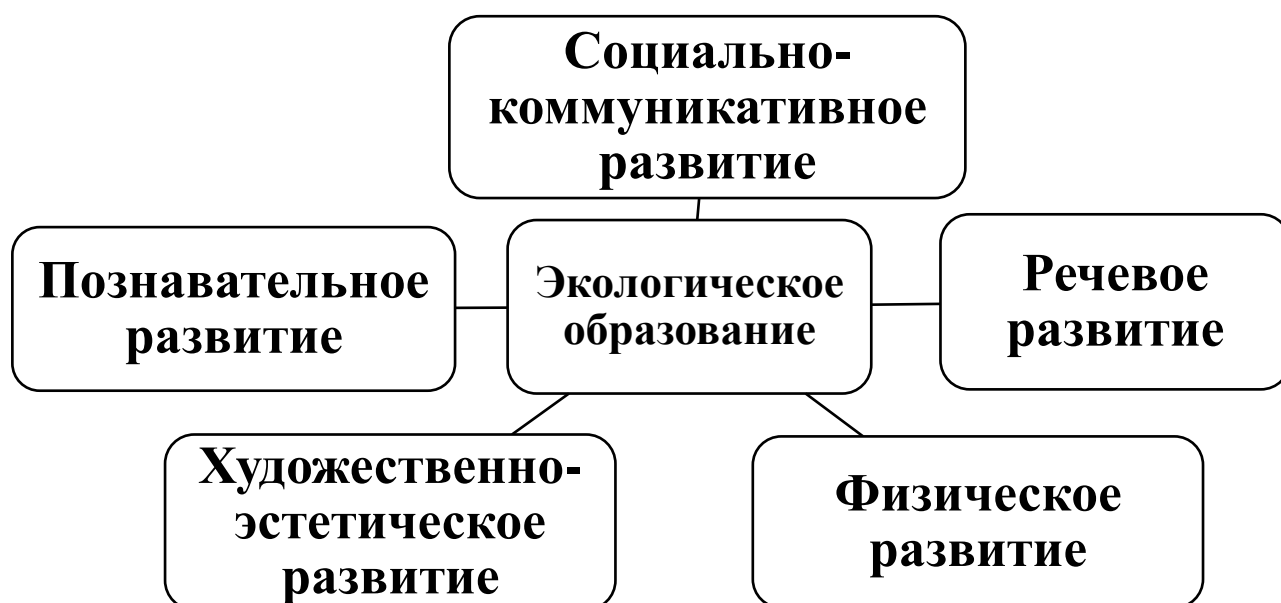 Социально-
коммуникативное
развитие
Познавательное
развитие
Экологическое
образование
Речевое
развитие
Художественно-
эстетическое
развитие
Физическое
развитие